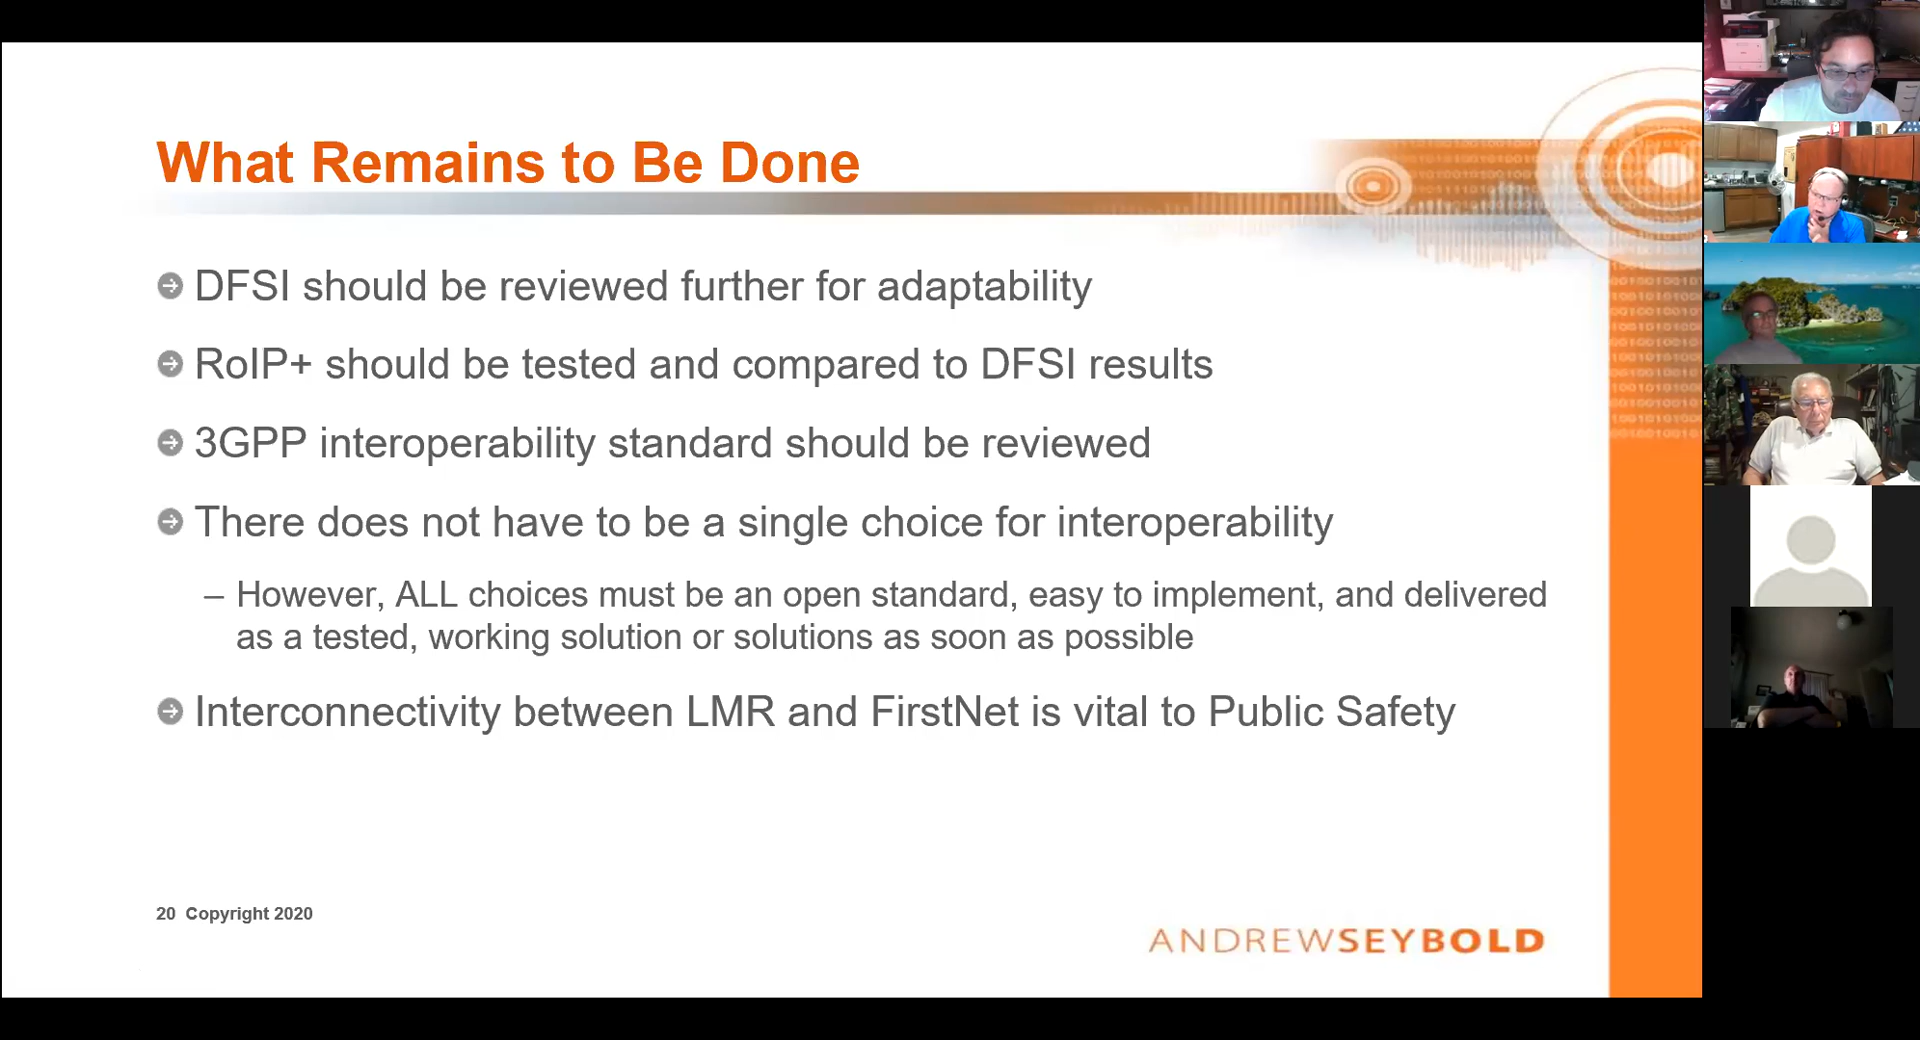 What Remains to Be Done
DFSI should be reviewed further for adaptability
RoIP+ should be tested and compared to DFSI results
3GPP interoperability standard should be reviewed
There does not have to be a single choice for interoperability
– However, ALL choices must be an open standard, easy to implement, and delivered
as a tested, working solution or solutions as soon as possible
Interconnectivity between LMR and FirstNet is vital to Public Safety
20 Copyright 2020
ANDREWSEYBOLD